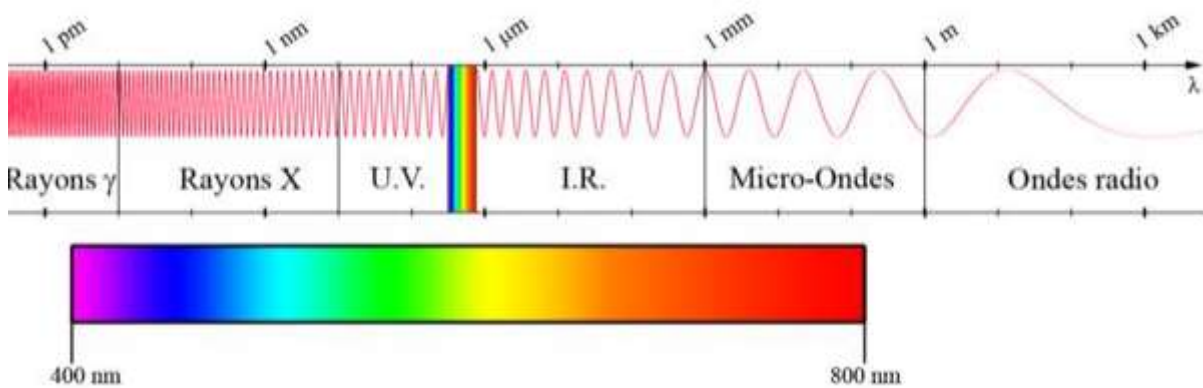 1 pm 1 nm 1 μm 1 mm 1 m 1 km
λ
Rayons γ Rayons X U.V. I.R. Micro-Ondes Ondes radio
400 nm 800 nm